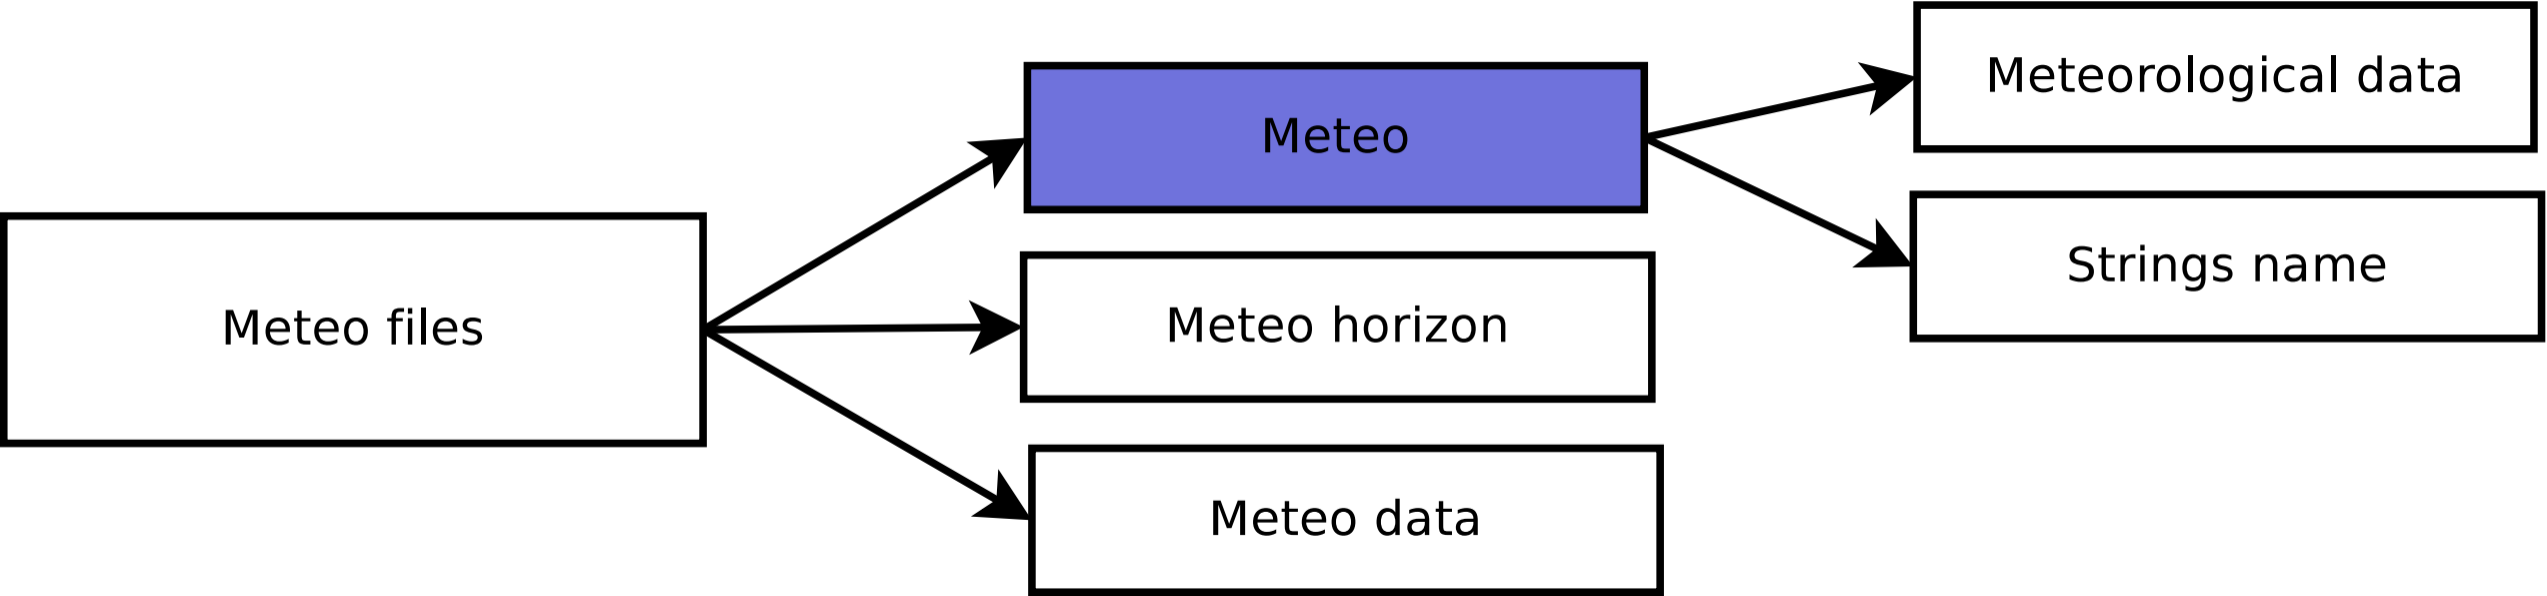 Meteo files
Meteo
Meteo horizon
Meteo data
Meteorological data
Strings name